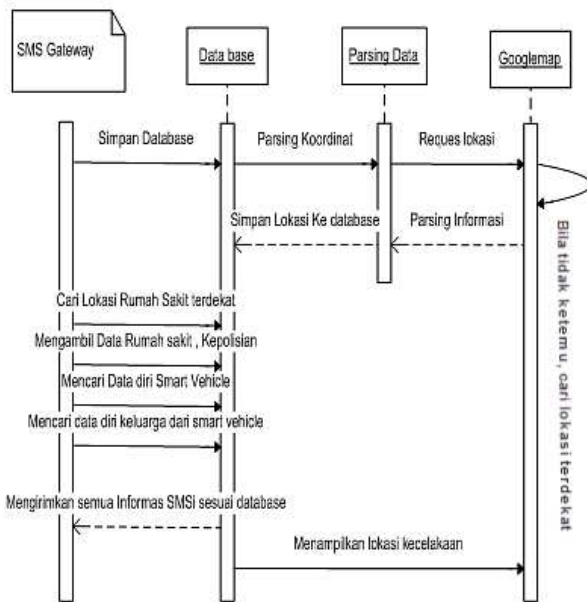 SMS Gateway
Data base
Parsing Data
Googlemap
Simpan Database
Parsing Koordinat
Reques lokasi
Simpan Lokasi Ke database
Parsing Informasi
Bila tidak ketemu, cari lokasi terdekat
Cari Lokasi Rumah Sakit terdekat
Mengambil Data Rumah sakit , Kepolisian
Mencari Data diri Smart Vehicle
Mencari data diri keluarga dari smart vehicle
Mengirimkan semua Informas SMSi sesuai database
Menampilkan lokasi kecelakaan